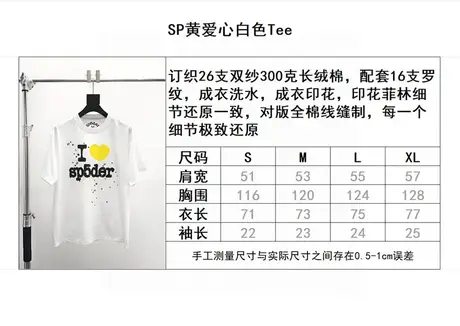 SP黄爱心白色Tee
订织26支双纱300克长绒棉，配套16支罗
纹，成衣洗水，成衣印花，印花菲林细
节还原一致，对版全棉线缝制，每一个
细节极致还原
I
spöder
尺码 S M L XL
肩宽 51 53 55 57
胸围 116 120 124 128
衣长 71 73 75 77
袖长 22 23 24 25
手工测量尺寸与实际尺寸之间存在0.5-1cm误差